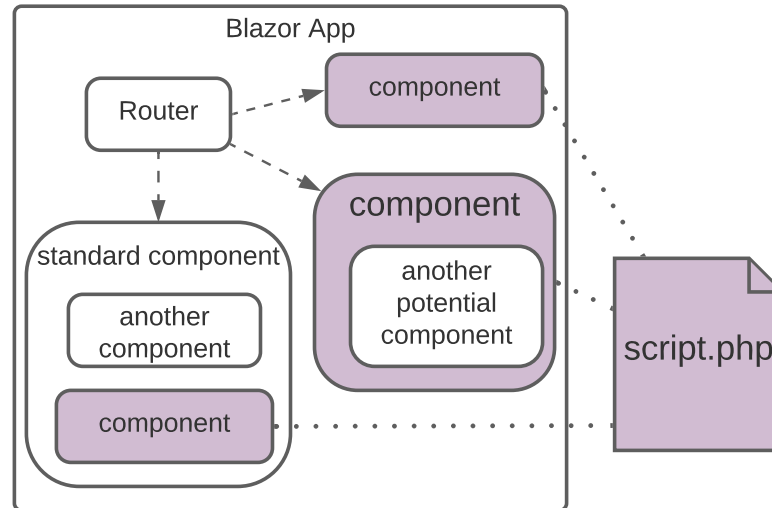 Blazor App
Router
component
component
another
potential
component
standard component
another
component
component
script.php